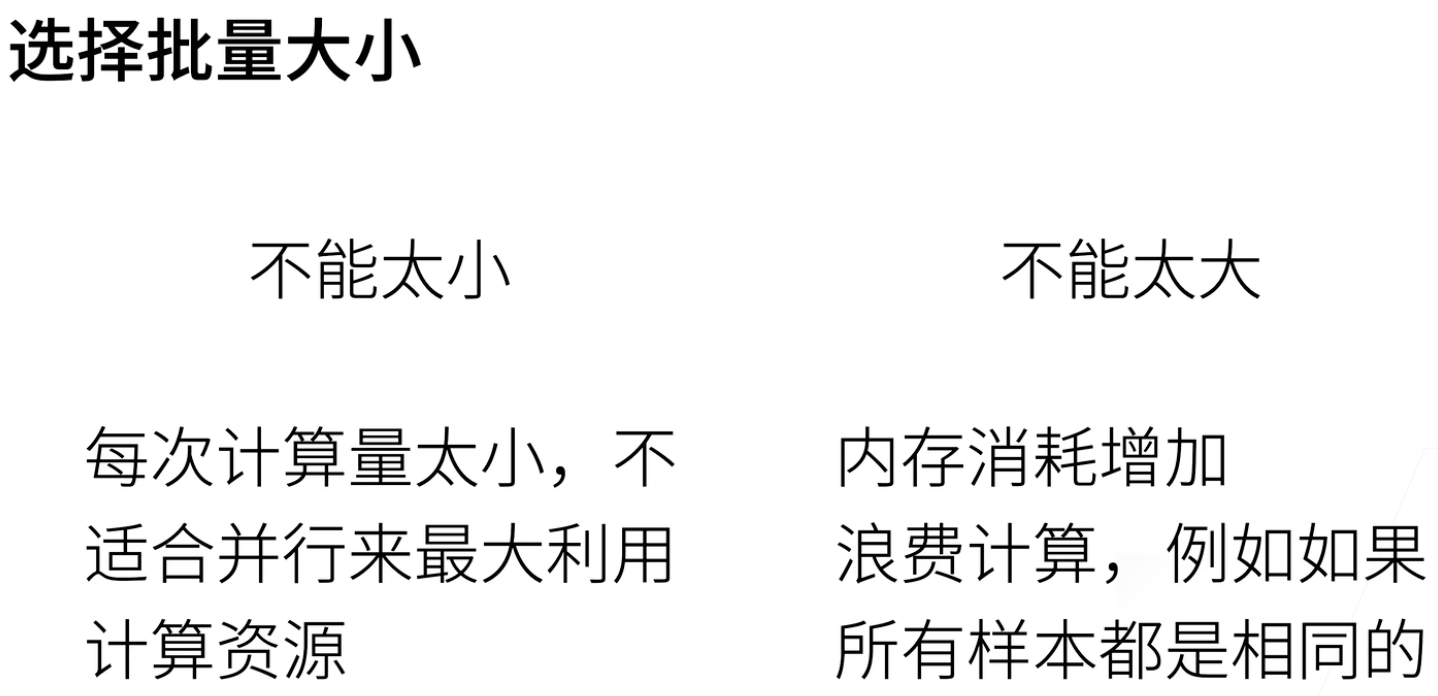 选择批量大小
不能太小
每次计算量太小，不
适合并行来最大利用
计算资源
不能太大
内存消耗增加
浪费计算，例如如果
所有样本都是相同的